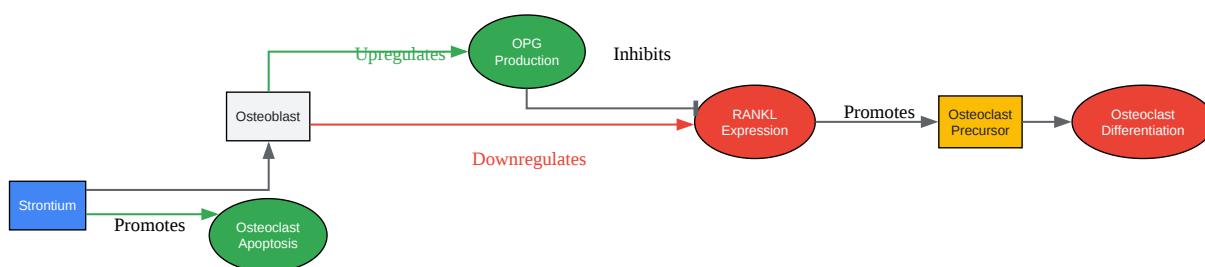 Upregulates
OPG
Production
Inhibits
Osteoblast
RANKL
Expression
Promotes
Osteoclast
Precursor
Osteoclast
Differentiation
Downregulates
Strontium
Promotes
Osteoclast
Apoptosis